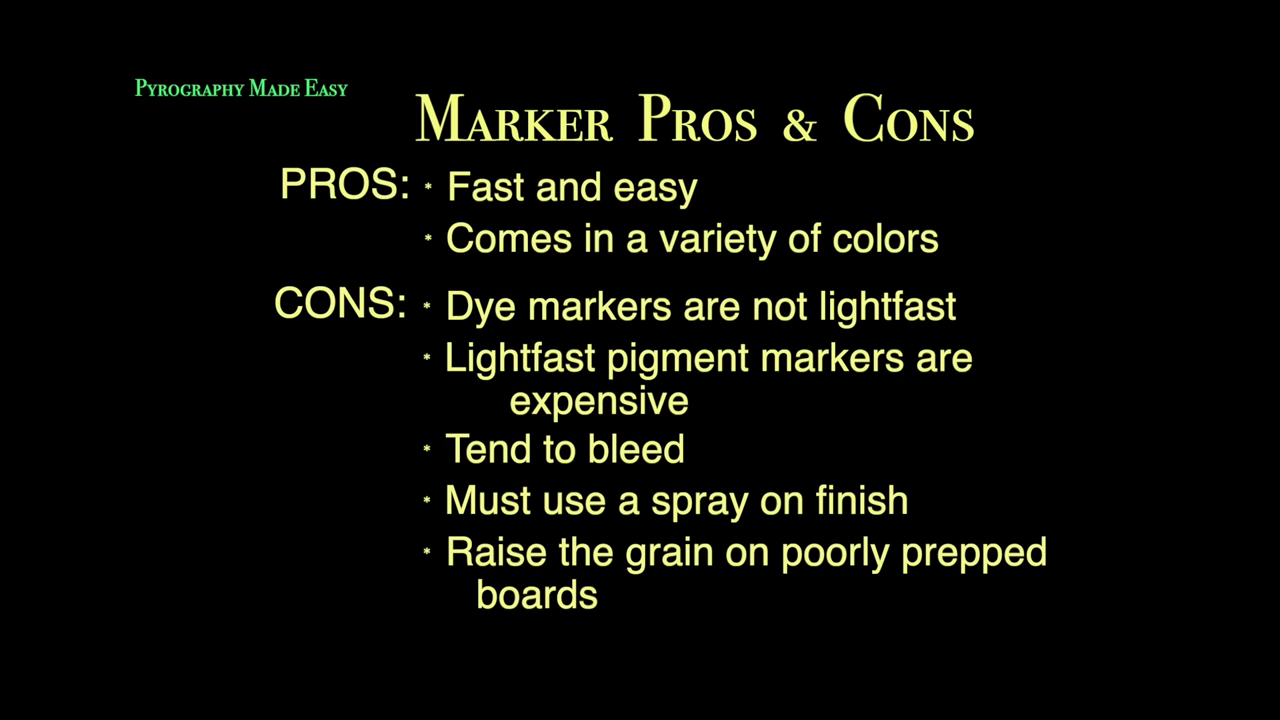 Pyrography Made Easy
Marker Pros & Cons
PROS: * Fast and easy
* Comes in a variety of colors
CONS: * Dye markers are not lightfast
* Lightfast pigment markers are
expensive
* Tend to bleed
* Must use a spray on finish
* Raise the grain on poorly prepped
boards